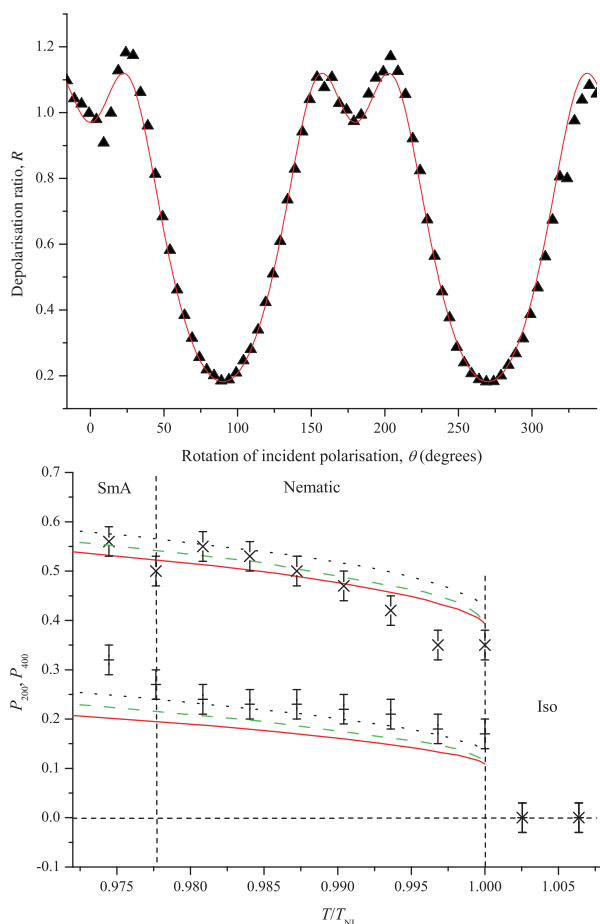 1.2
1.0
0.8
0.6
0.4
0.2
Depolarisation ratio, R
0 50 100 150 200 250 300
Rotation of incident polarisation, θ (degrees)
0.7
0.6
0.5
0.4
0.3
0.2
0.1
0.0
-0.1
P200, P400
SmA Nematic
Iso
0.975 0.980 0.985 0.990 0.995 1.000 1.005
T/TNI